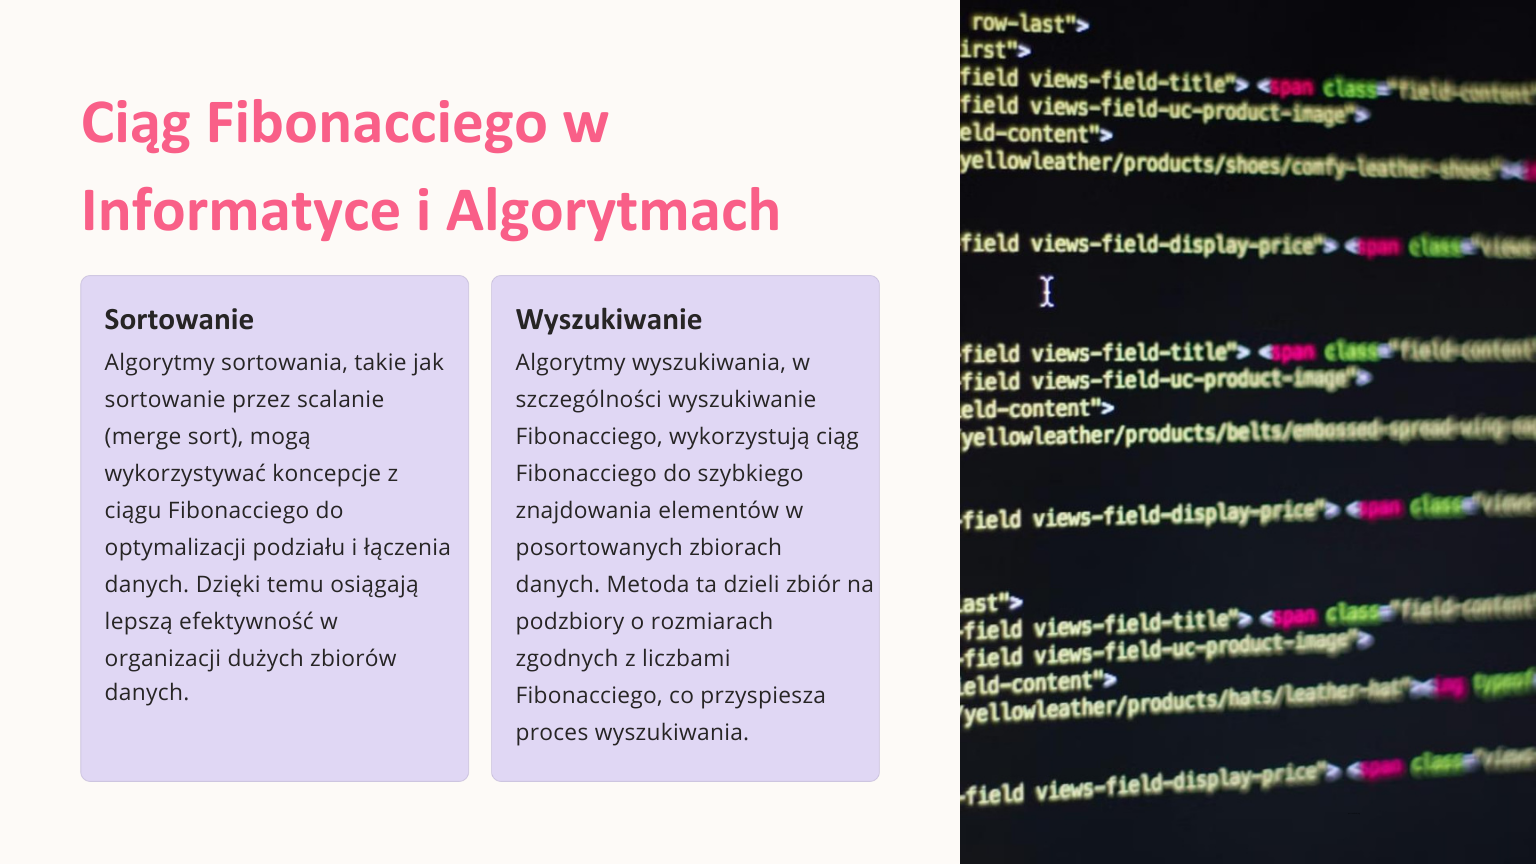 Ciąg Fibonacciego w
Informatyce i Algorytmach
Sortowanie
Algorytmy sortowania, takie jak
sortowanie przez scalanie
(merge sort), mogą
wykorzystywać koncepcje z
ciągu Fibonacciego do
optymalizacji podziału i łączenia
danych. Dzięki temu osiągają
lepszą efektywność w
organizacji dużych zbiorów
danych.
Wyszukiwanie
Algorytmy wyszukiwania, w
szczególności wyszukiwanie
Fibonacciego, wykorzystują ciąg
Fibonacciego do szybkiego
znajdowania elementów w
posortowanych zbiorach
danych. Metoda ta dzieli zbiór na
podzbiory o rozmiarach
zgodnych z liczbami
Fibonacciego, co przyspiesza
proces wyszukiwania.
row-last">
irst">
field views-field-title"> <span class="field-content"
field views-field-uc-product-image">
eld-content">
yellowleather/products/shoes/comfy-leather-shoes"><
field views-field-display-price"> <span class="views-
-field views-field-title"> <span class="field-content"
-field views-field-uc-product-image">
eld-content">
yellowleather/products/belts/embossed-spread-wing-
-field views-field-display-price"> <span class="views-
last">
-field views-field-title"> <span class="field-content"
-field views-field-uc-product-image">
ield-content">
/yellowleather/products/hats/leather-hat"><img typeof
-field views-field-display-price"> <span class="views-